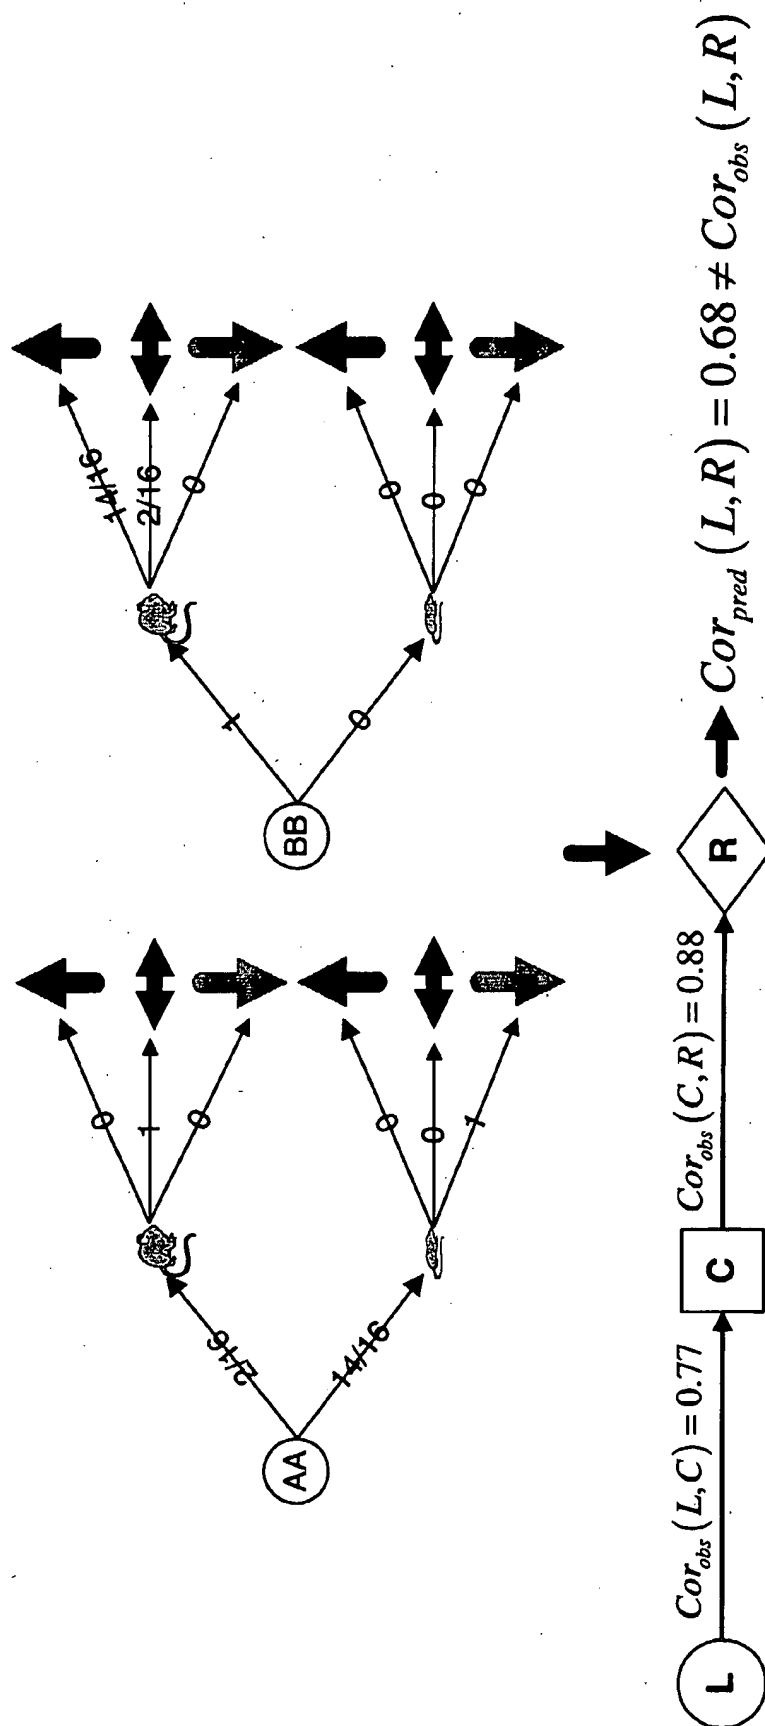 AA
2/16
14/16
0
1
0
0
0
1
BB
1
0
14/16
2/16
0
0
0
0
L
Cor_obs (L,C) = 0.77
C
Cor_obs (C,R) = 0.88
R
Cor_pred (L,R) = 0.68 ≠ Cor_obs (L,R)